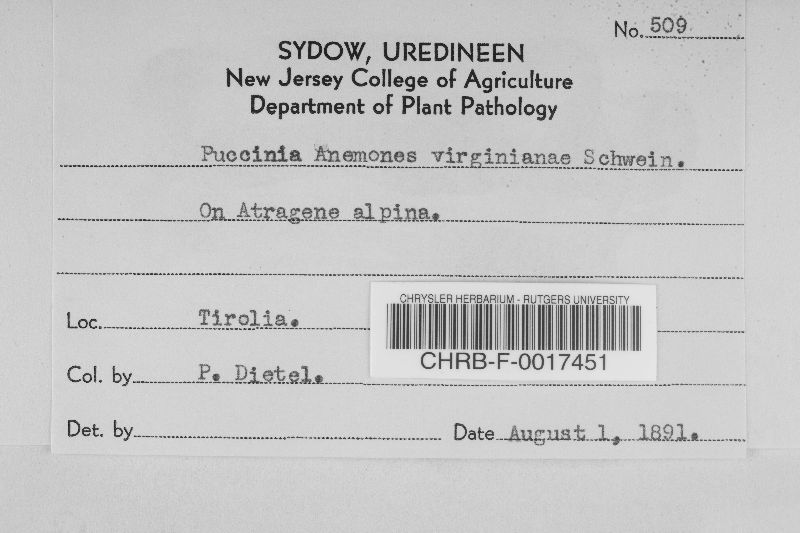 No. 509
SYDOW, UREDINEEN
New Jersey College of Agriculture
Department of Plant Pathology
Puccinia Anemones virginianae Schwein.
On Atragene alpina.
Loc. Tirolia.
CHRYSLER HERBARIUM - RUTGERS UNIVERSITY
CHRB-F-0017451
Col. by P. Dietel.
Det. by Date August 1, 1891.